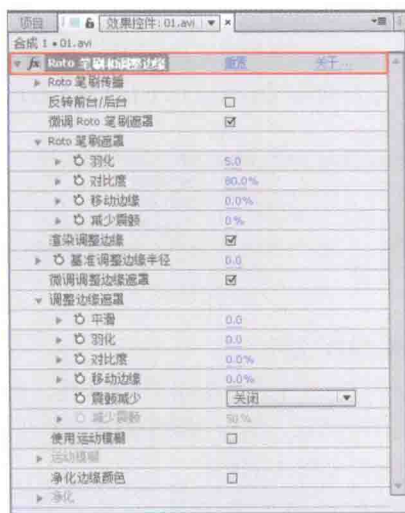 项目 效果控件: 01.avi
合成 1 • 01.avi
fx Roto 笔刷和调整边缘 重置 关于...
Roto 笔刷传播
反转前台/后台
微调 Roto 笔刷遮罩
Roto 笔刷遮罩
羽化 5.0
对比度 80.0%
移动边缘 0.0%
减少震颤 0%
渲染调整边缘
基准调整边缘半径 0.0
微调调整边缘遮罩
调整边缘遮罩
平滑 0.0
羽化 0.0
对比度 0.0%
移动边缘 0.0%
震颤减少 关闭
减少震颤 50%
使用运动模糊
运动模糊
净化边缘颜色
净化